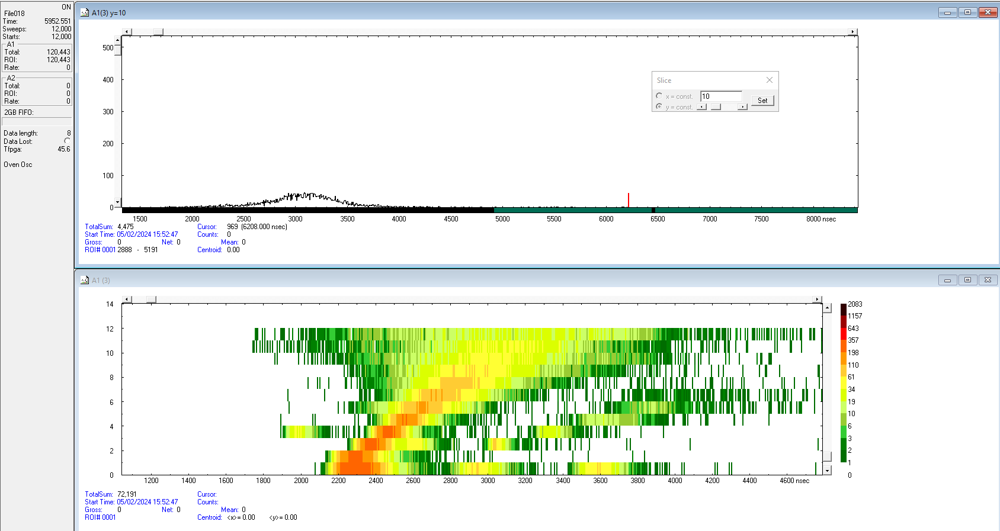 ON
File018
Time: 5952.551
Sweeps: 12,000
Starts: 12,000
A1
Total: 120,443
ROI: 120,443
Rate: 0
A2
Total: 0
ROI: 0
Rate: 0
2GB FIFO:
Data length: 8
Data Lost:
Tfpga: 45.6
Oven Osc
A1(3) y=10
500
400
300
200
100
0
1500 2000 2500 3000 3500 4000 4500 5000 5500 6000 6500 7000 7500 8000 nsec
Slice
x = const. 10
y = const.
Set
TotalSum: 4,475 Cursor: 969 (6208.000 nsec)
Start Time: 05/02/2024 15:52:47 Counts: 0
Gross: 0 Net: 0 Mean: 0
ROI# 0001 2888 - 5191 Centroid: 0.00
A1 (3)
14
12
10
8
6
4
2
0
1200 1400 1600 1800 2000 2200 2400 2600 2800 3000 3200 3400 3600 3800 4000 4200 4400 4600 nsec
2083
1157
643
357
198
110
61
34
19
10
6
3
2
1
0
TotalSum: 72,191 Cursor:
Start Time: 05/02/2024 15:52:47 Counts:
Gross: 0 Net: 0 Mean: 0
ROI# 0001 Centroid: <x>= 0.00 <y>= 0.00